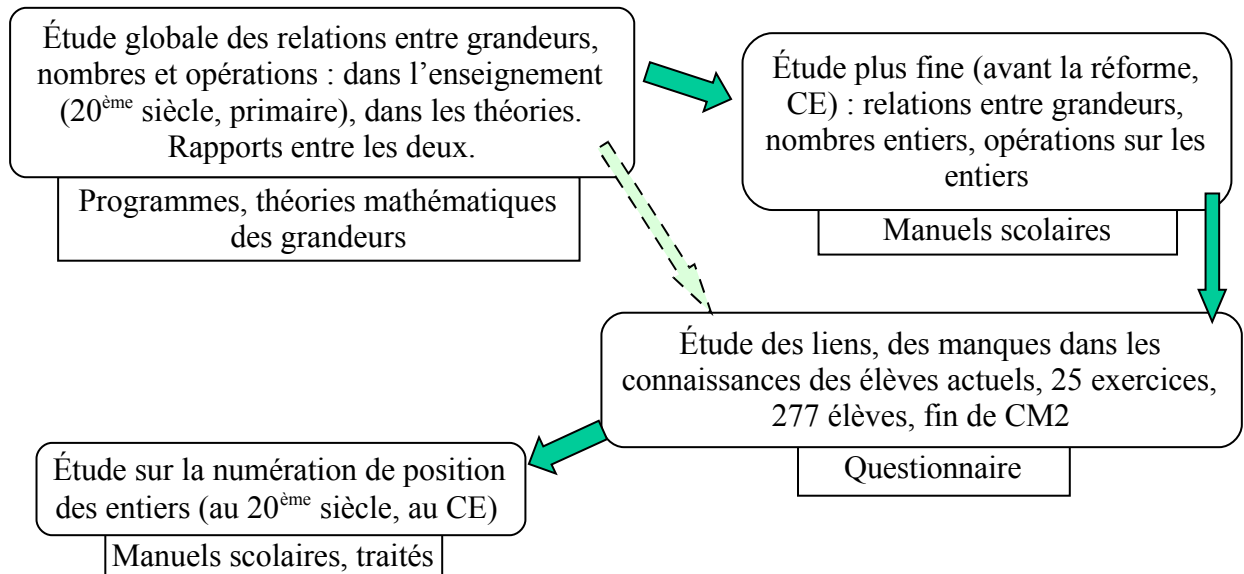 Étude globale des relations entre grandeurs,
nombres et opérations : dans l’enseignement
(20ème siècle, primaire), dans les théories.
Rapports entre les deux.
Programmes, théories mathématiques
des grandeurs
Étude plus fine (avant la réforme,
CE) : relations entre grandeurs,
nombres entiers, opérations sur les
entiers
Manuels scolaires
Étude des liens, des manques dans les
connaissances des élèves actuels, 25 exercices,
277 élèves, fin de CM2
Questionnaire
Étude sur la numération de position
des entiers (au 20ème siècle, au CE)
Manuels scolaires, traités